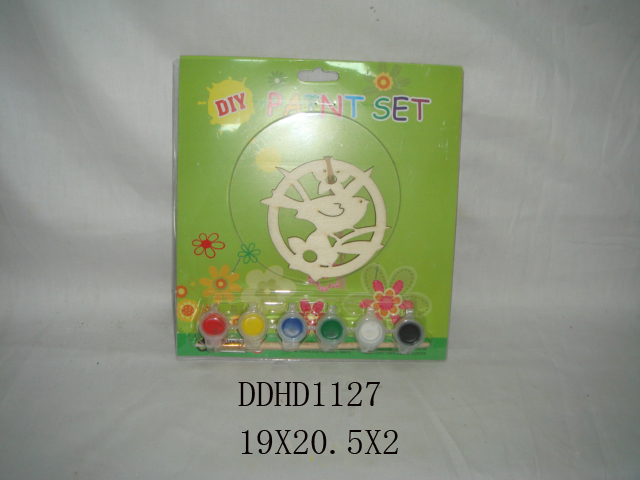 DIY PAINT SET
DDHD1127
19X20.5X2